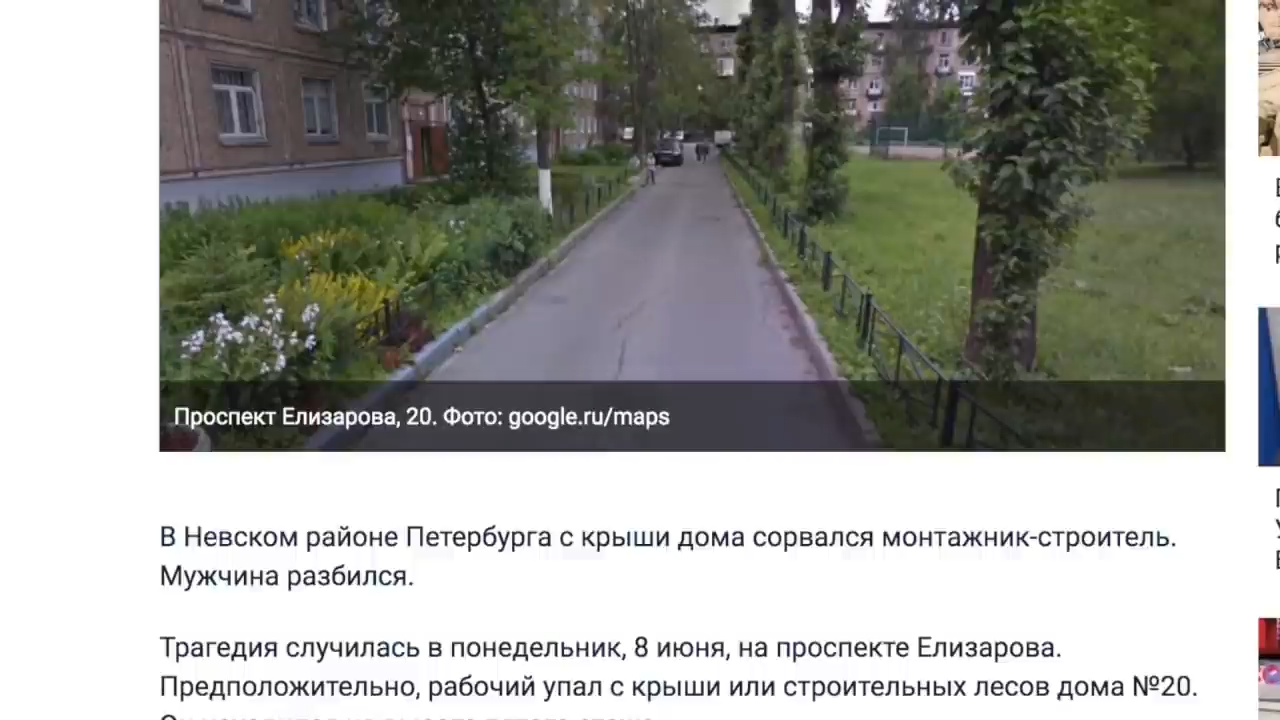 Проспект Елизарова, 20. Фото: google.ru/maps
В Невском районе Петербурга с крыши дома сорвался монтажник-строитель.
Мужчина разбился.
Трагедия случилась в понедельник, 8 июня, на проспекте Елизарова.
Предположительно, рабочий упал с крыши или строительных лесов дома №20.